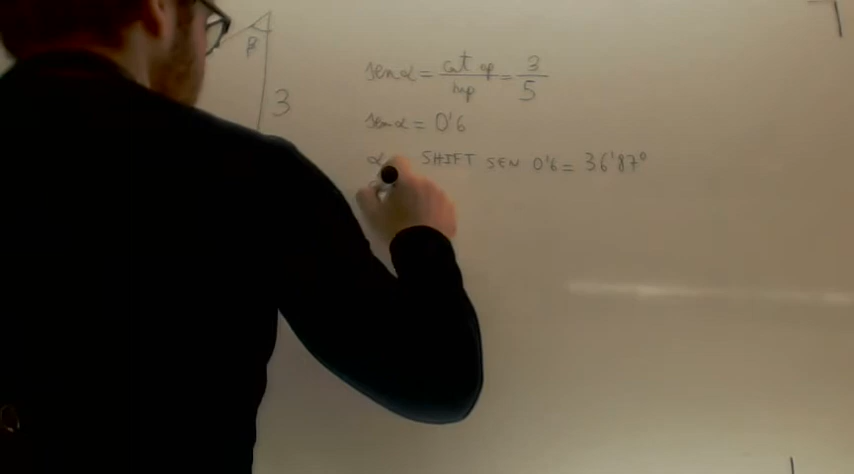 β
3
sen α = cat op / hip = 3 / 5
sen α = 0'6
α SHIFT SEN 0'6 = 36'87°